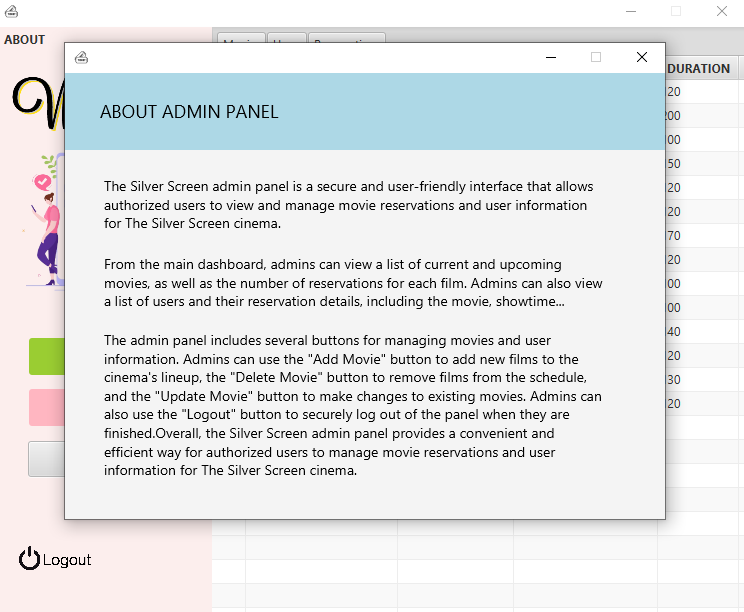 ABOUT
DURATION
ABOUT ADMIN PANEL
The Silver Screen admin panel is a secure and user-friendly interface that allows
authorized users to view and manage movie reservations and user information
for The Silver Screen cinema.
From the main dashboard, admins can view a list of current and upcoming
movies, as well as the number of reservations for each film. Admins can also view
a list of users and their reservation details, including the movie, showtime...
The admin panel includes several buttons for managing movies and user
information. Admins can use the "Add Movie" button to add new films to the
cinema's lineup, the "Delete Movie" button to remove films from the schedule,
and the "Update Movie" button to make changes to existing movies. Admins can
also use the "Logout" button to securely log out of the panel when they are
finished.Overall, the Silver Screen admin panel provides a convenient and
efficient way for authorized users to manage movie reservations and user
information for The Silver Screen cinema.
20
00
00
50
20
20
70
20
00
00
40
20
30
20
Logout